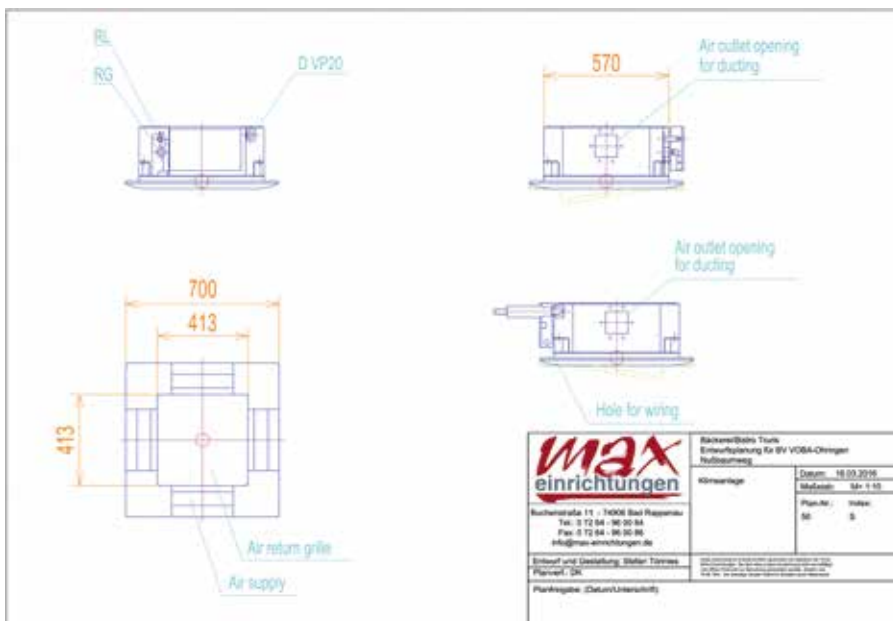 RL
RG
D VP20
570
Air outlet opening
for ducting
700
413
413
Air return grille
Air supply
Air outlet opening
for ducting
Hole for wiring
max
einrichtungen
Buchenstraße 11 - 74906 Bad Rappenau
Tel.: 0 72 64 - 96 00 84
Fax: 0 72 64 - 96 00 86
info@max-einrichtungen.de
Entwurf und Gestaltung: Stefan Tönnies
Planverf.: DK
Planfreigabe: (Datum/Unterschrift)
Bäckerei/Bistro Trunk
Entwurfsplanung für BV VOBA-Öhringen
Nußbaumweg
Klimaanlage
Datum: 16.03.2016
Maßstab: M= 1:10
Plan-Nr.: Index: